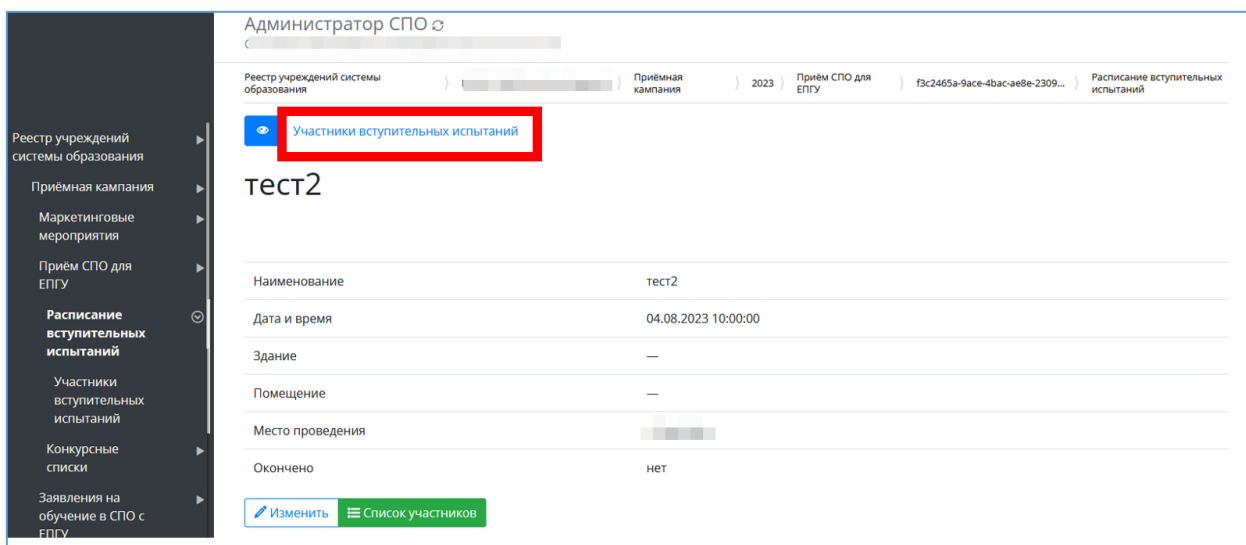 Администратор СПО
Реестр учреждений системы
образования
Приёмная
кампания
2023
Приём СПО для
ЕПГУ
f3c2465a-9ace-4bac-ae8e-2309...
Расписание вступительных
испытаний
Участники вступительных испытаний
тест2
Реестр учреждений
системы образования
Приёмная кампания
Маркетинговые
мероприятия
Приём СПО для
ЕПГУ
Расписание
вступительных
испытаний
Участники
вступительных
испытаний
Конкурсные
списки
Заявления на
обучение в СПО с
ЕПГУ
Наименование тест2
Дата и время 04.08.2023 10:00:00
Здание —
Помещение —
Место проведения
Окончено нет
Изменить Список участников